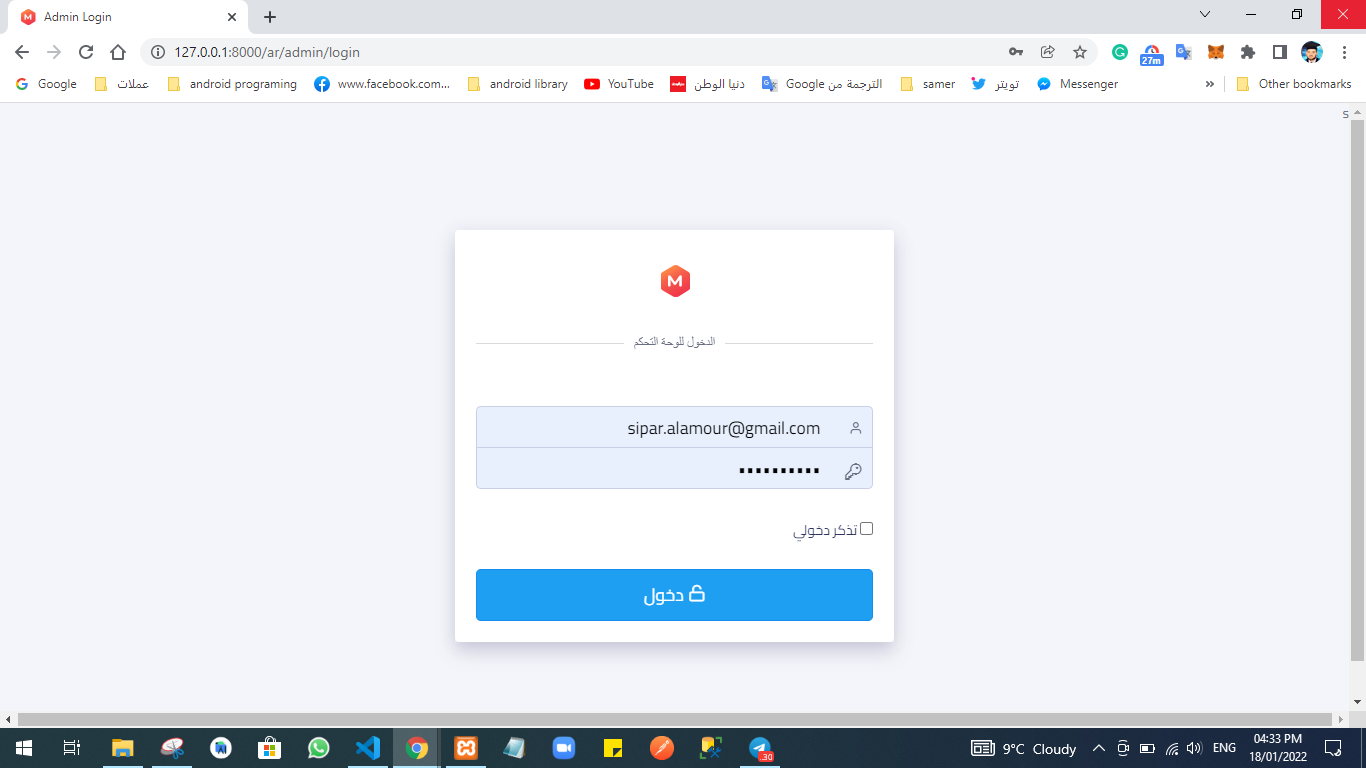 Admin Login
127.0.0.1:8000/ar/admin/login
27m
Google عملات android programing www.facebook.com... android library YouTube دنيا الوطن Google الترجمة من samer تويتر Messenger » Other bookmarks
s
M
الدخول للوحة التحكم
sipar.alamour@gmail.com
••••••••••
تذكر دخولي
دخول
9°C Cloudy ENG 04:33 PM
18/01/2022
.30